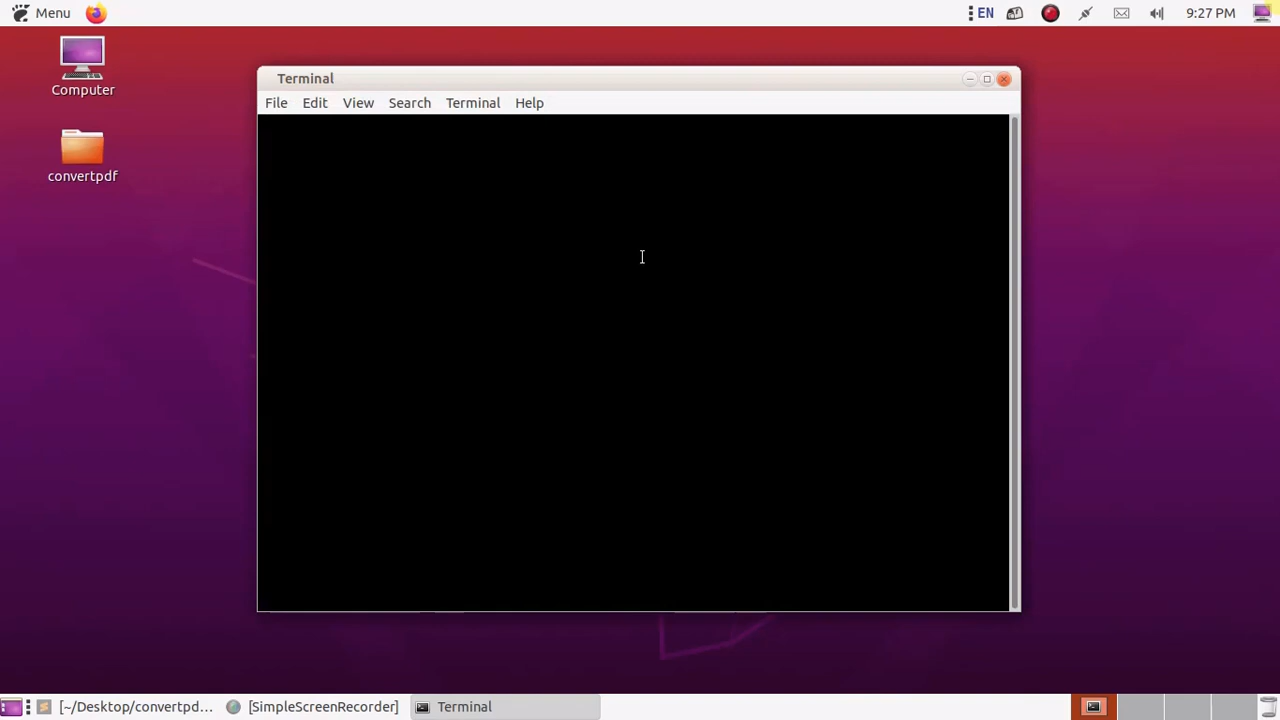 Menu
EN
9:27 PM
Computer
convertpdf
Terminal
File Edit View Search Terminal Help
[~/Desktop/convertpd...
[SimpleScreenRecorder]
Terminal